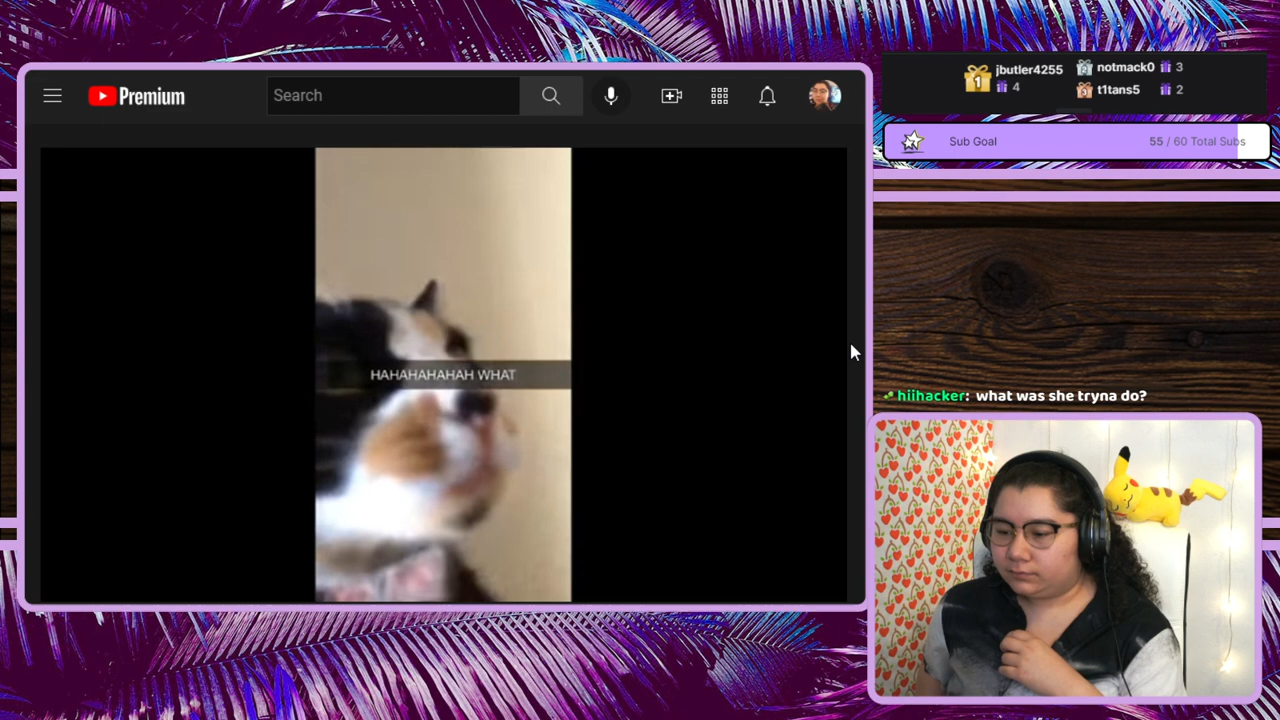 Premium
Search
jbutler4255
4
notmack0 3
t1tans5 2
Sub Goal 55 / 60 Total Subs
HAHAHAHAHAH WHAT
hiihacker: what was she tryna do?